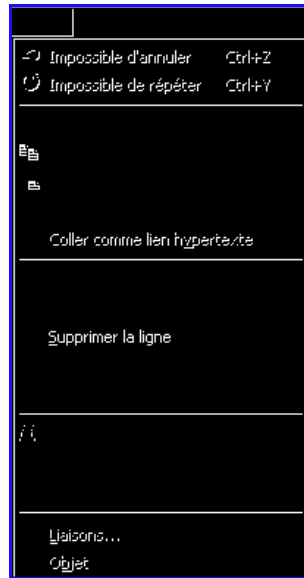 Impossible d'annuler Ctrl+Z
Impossible de répéter Ctrl+Y
Coller comme lien hypertexte
Supprimer la ligne
Liaisons...
Objet